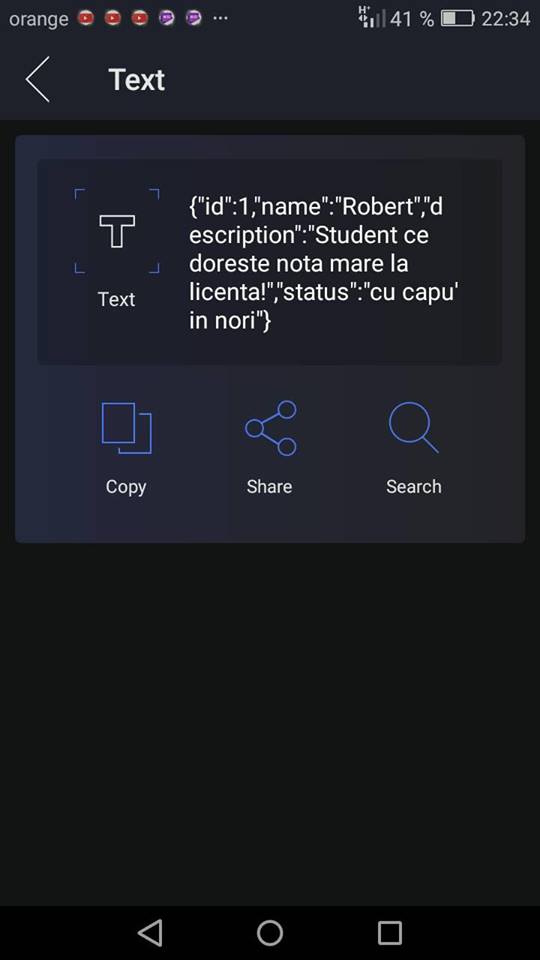 orange ... H+ 41 % 22:34
Text
{"id":1,"name":"Robert","d
escription":"Student ce
doreste nota mare la
licenta!","status":"cu capu'
in nori"}
Text
Copy Share Search